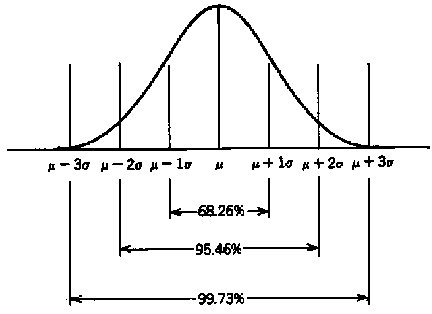 μ − 3σ μ − 2σ μ − 1σ μ μ + 1σ μ + 2σ μ + 3σ
68.26%
95.46%
99.73%